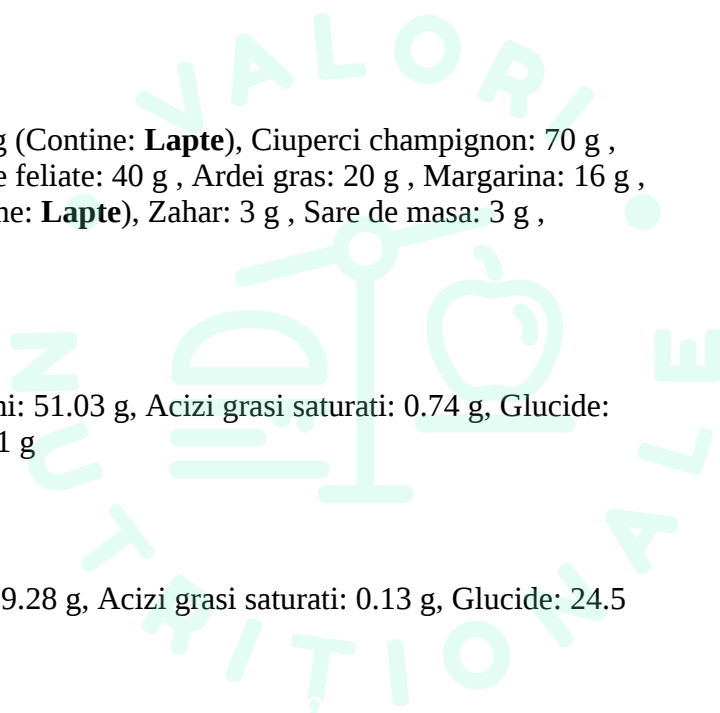 VALORI
g (Contine: Lapte), Ciuperci champignon: 70 g ,
e feliate: 40 g , Ardei gras: 20 g , Margarina: 16 g ,
ne: Lapte), Zahar: 3 g , Sare de masa: 3 g ,
ni: 51.03 g, Acizi grasi saturati: 0.74 g, Glucide:
1 g
9.28 g, Acizi grasi saturati: 0.13 g, Glucide: 24.5
NUTRITIONALE